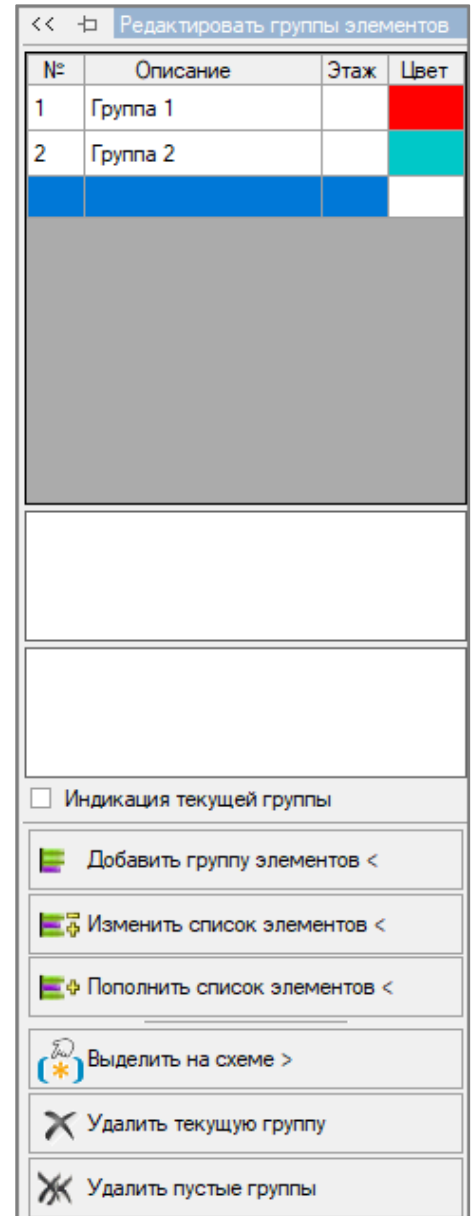 << Редактировать группы элементов
№ Описание Этаж Цвет
1 Группа 1
2 Группа 2
Индикация текущей группы
Добавить группу элементов <
Изменить список элементов <
Пополнить список элементов <
Выделить на схеме >
Удалить текущую группу
Удалить пустые группы